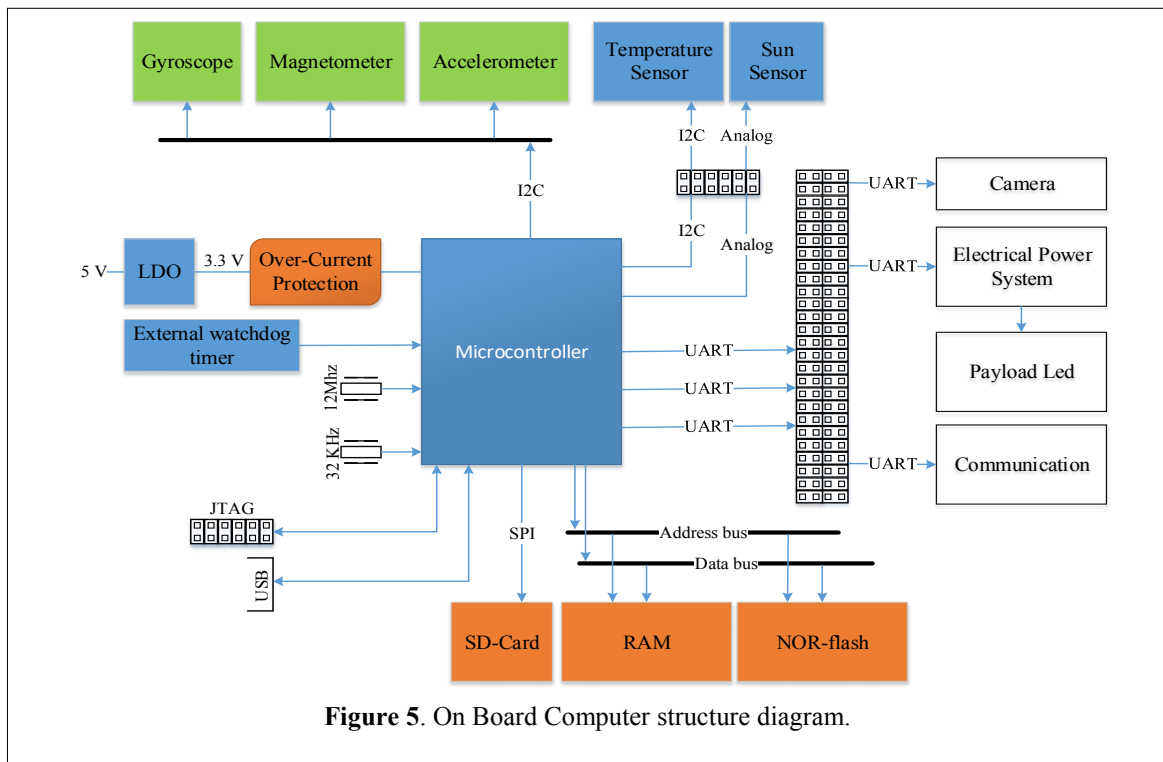 Gyroscope
Magnetometer
Accelerometer
Temperature
Sensor
Sun
Sensor
I2C
Analog
I2C
I2C
Analog
UART
Camera
5 V
LDO
3.3 V
Over-Current
Protection
UART
Electrical Power
System
External watchdog
timer
Microcontroller
UART
Payload Led
12Mhz
UART
UART
32 KHz
UART
Communication
JTAG
SPI
Address bus
Data bus
USB
SD-Card
RAM
NOR-flash
Figure 5. On Board Computer structure diagram.